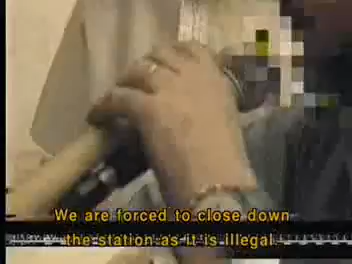 We are forced to close down
the station as it is illegal.